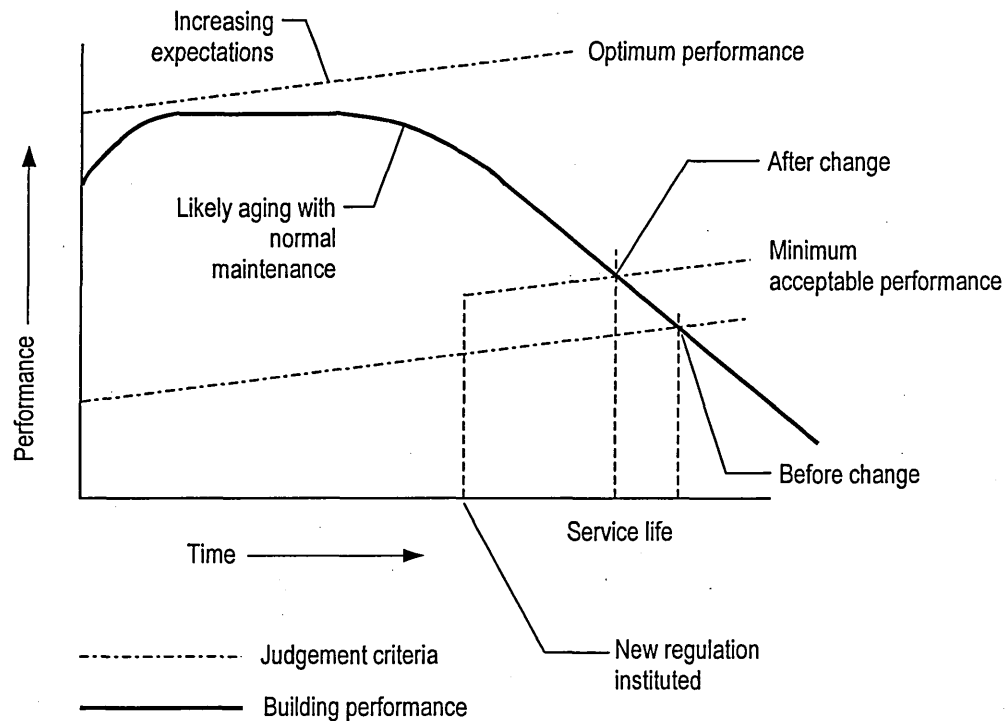 Increasing
expectations
Optimum performance
After change
Likely aging with
normal
maintenance
Minimum
acceptable performance
Performance
Before change
Service life
Time
New regulation
instituted
Judgement criteria
Building performance